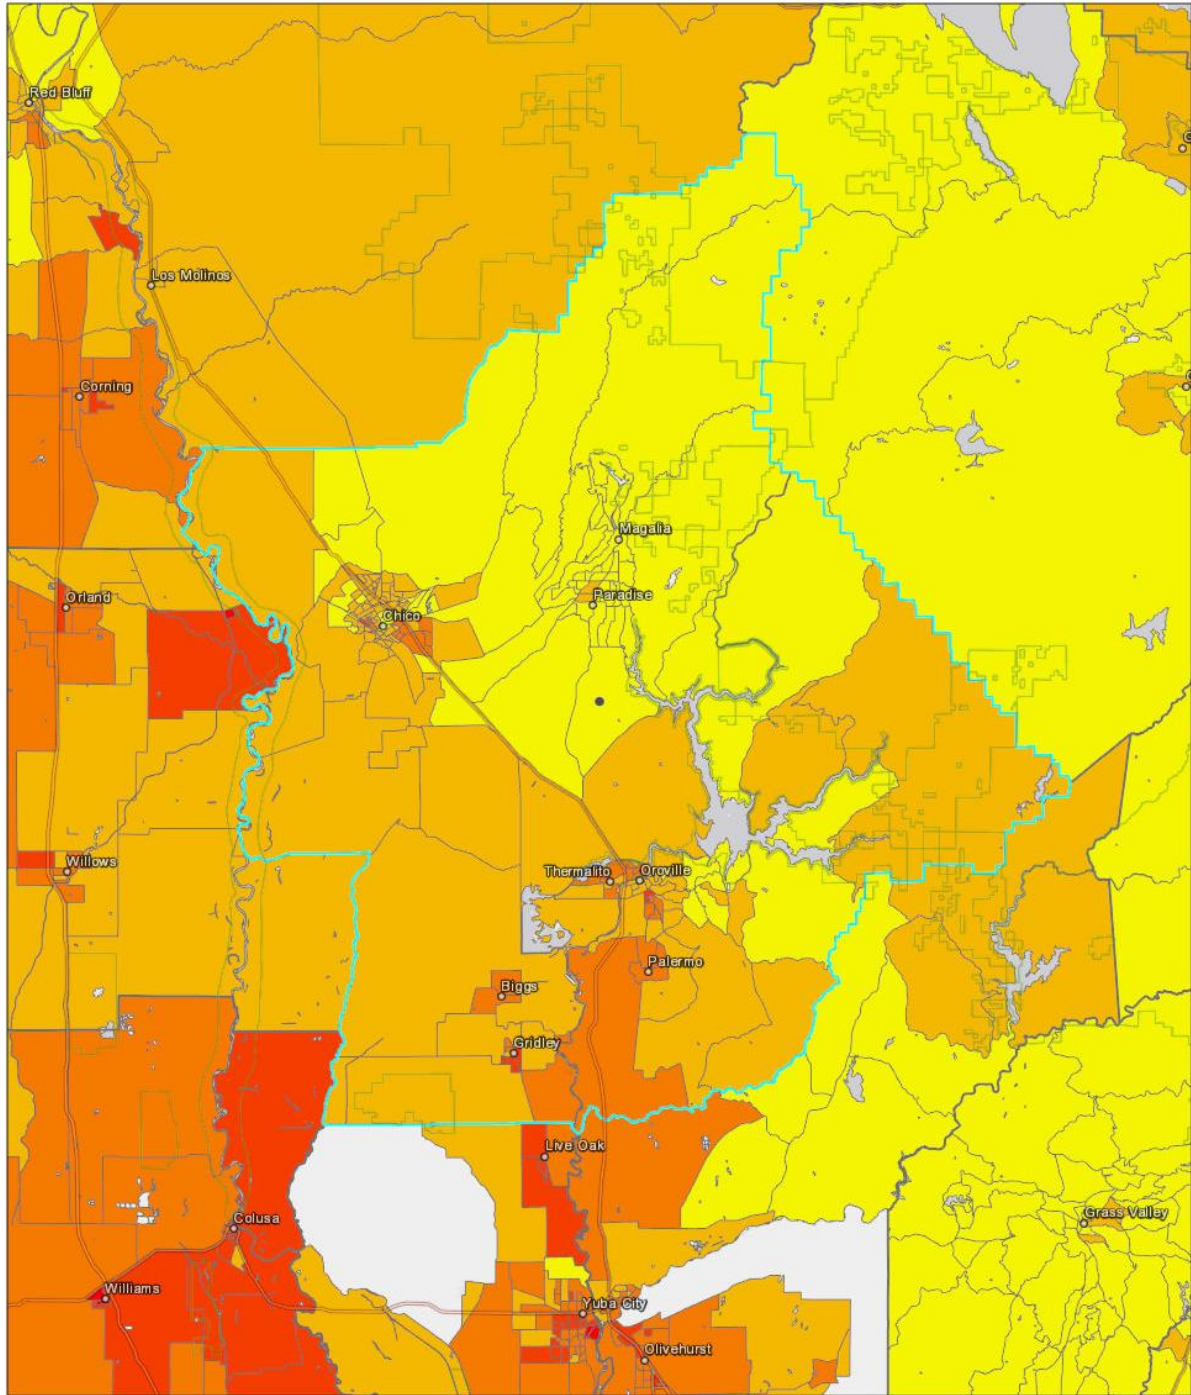 Red Bluff
Los Molinos
Corning
Magalia
Orland
Paradise
Chico
Willows
Thermalito
Oroville
Palermo
Biggs
Gridley
Live Oak
Colusa
Grass Valley
Williams
Yuba City
Olivehurst